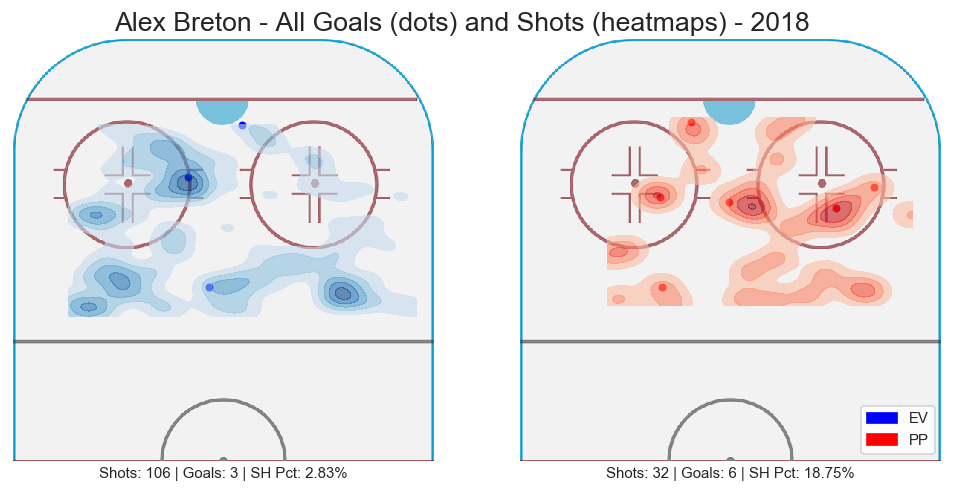 Alex Breton - All Goals (dots) and Shots (heatmaps) - 2018
EV
PP
Shots: 106 | Goals: 3 | SH Pct: 2.83%
Shots: 32 | Goals: 6 | SH Pct: 18.75%